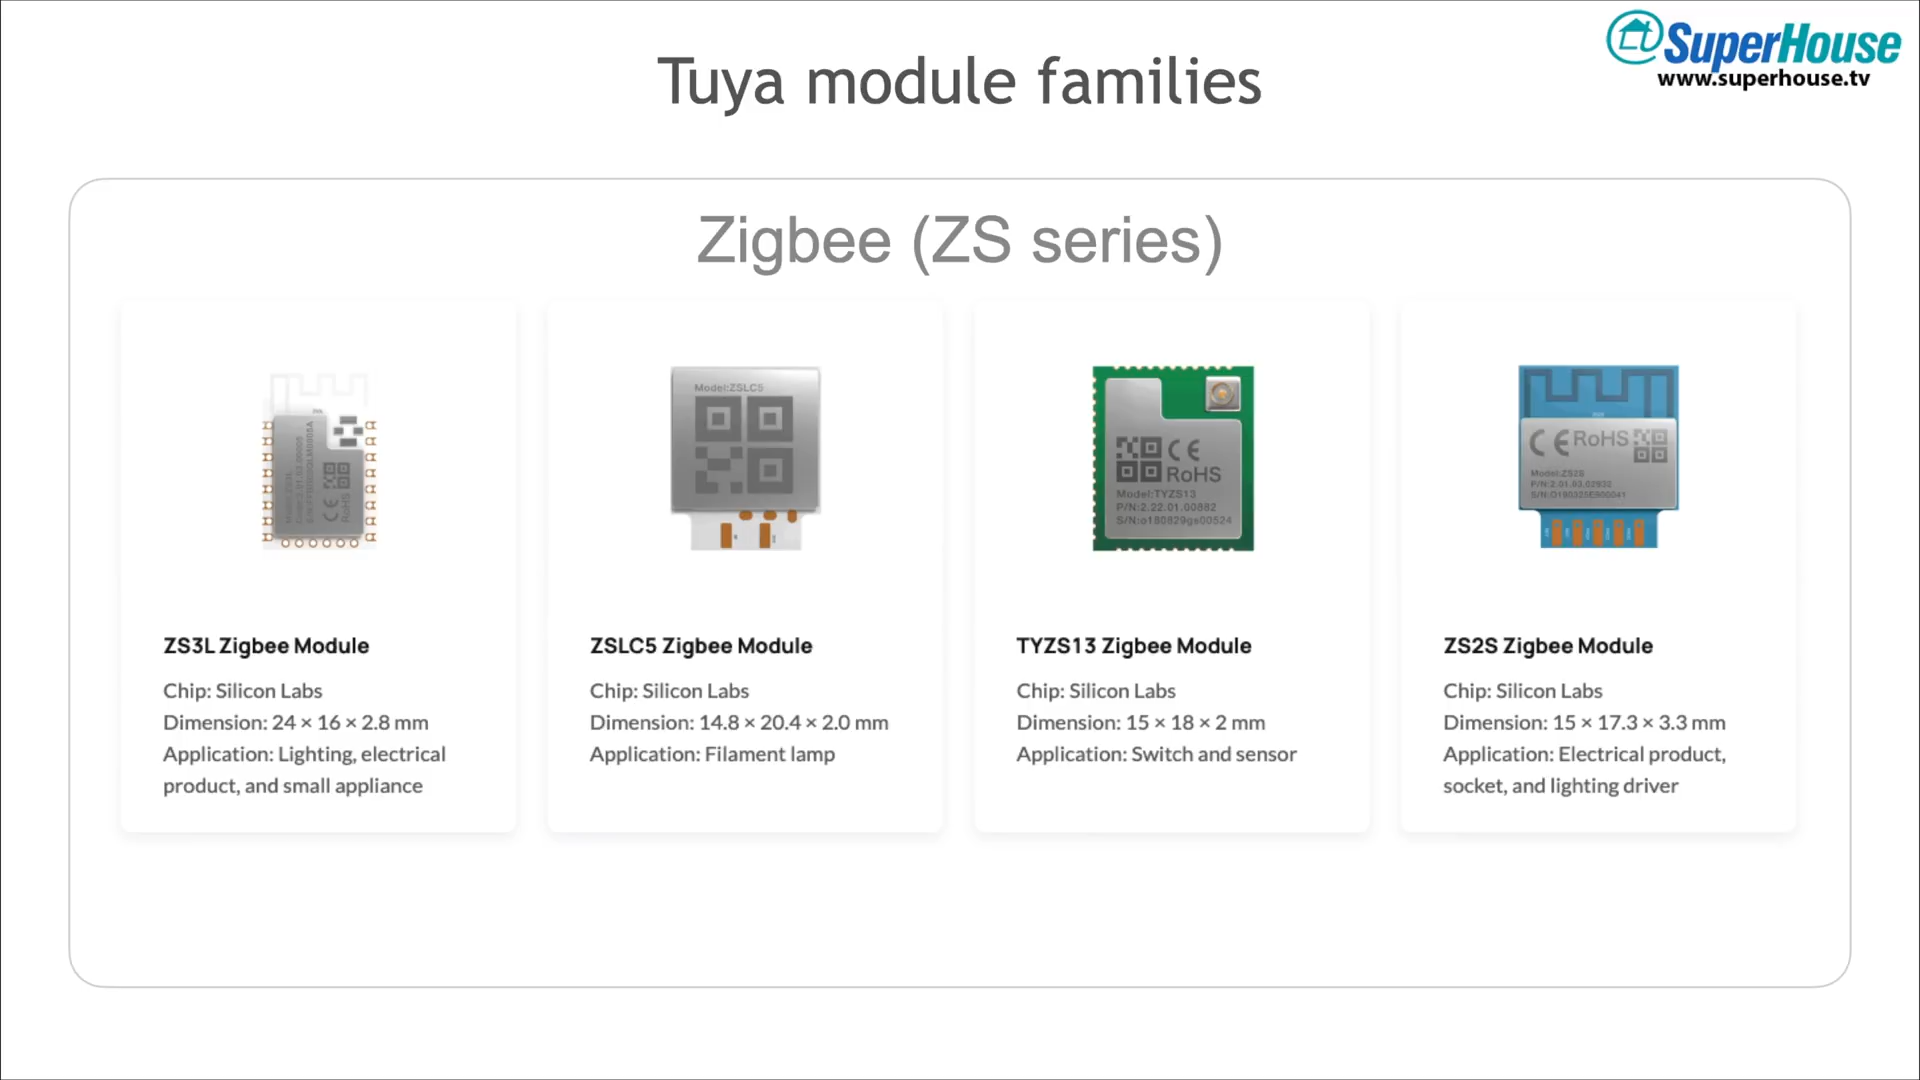 SuperHouse
www.superhouse.tv
Tuya module families
Zigbee (ZS series)
Model:ZSLC5
CE
RoHS
Model:TYZS13
P/N:2.22.01.00882
S/N:o180829gs00524
CE RoHS
Model:ZS2S
P/N:2.01.03.02932
CE
RoHS
ZS3L Zigbee Module
Chip: Silicon Labs
Dimension: 24 × 16 × 2.8 mm
Application: Lighting, electrical
product, and small appliance
ZSLC5 Zigbee Module
Chip: Silicon Labs
Dimension: 14.8 × 20.4 × 2.0 mm
Application: Filament lamp
TYZS13 Zigbee Module
Chip: Silicon Labs
Dimension: 15 × 18 × 2 mm
Application: Switch and sensor
ZS2S Zigbee Module
Chip: Silicon Labs
Dimension: 15 × 17.3 × 3.3 mm
Application: Electrical product,
socket, and lighting driver